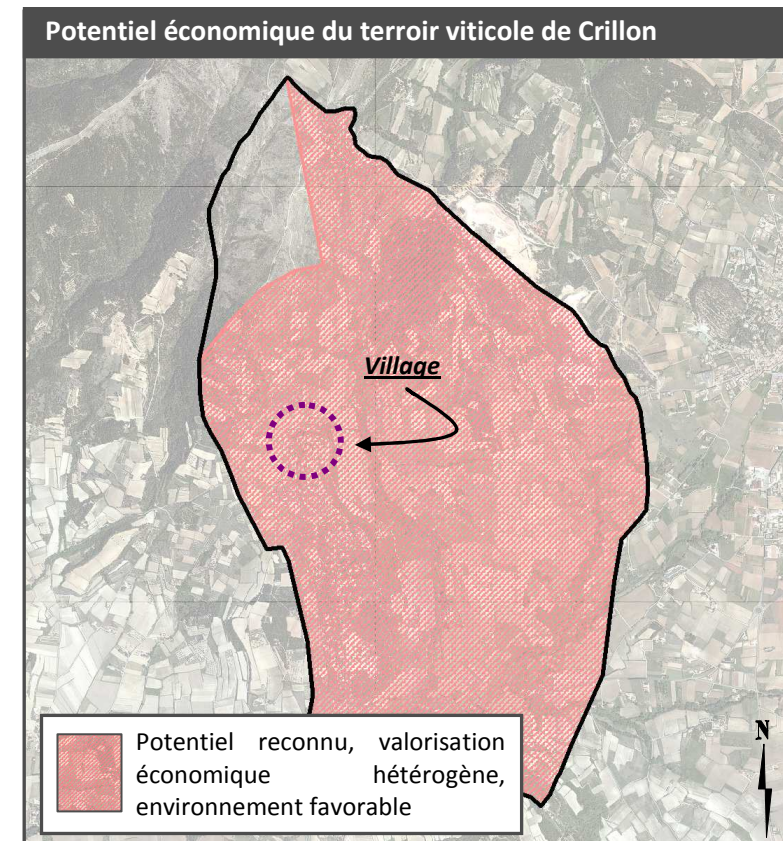 Potentiel économique du terroir viticole de Crillon
Village
Potentiel reconnu, valorisation
économique hétérogène,
environnement favorable
N